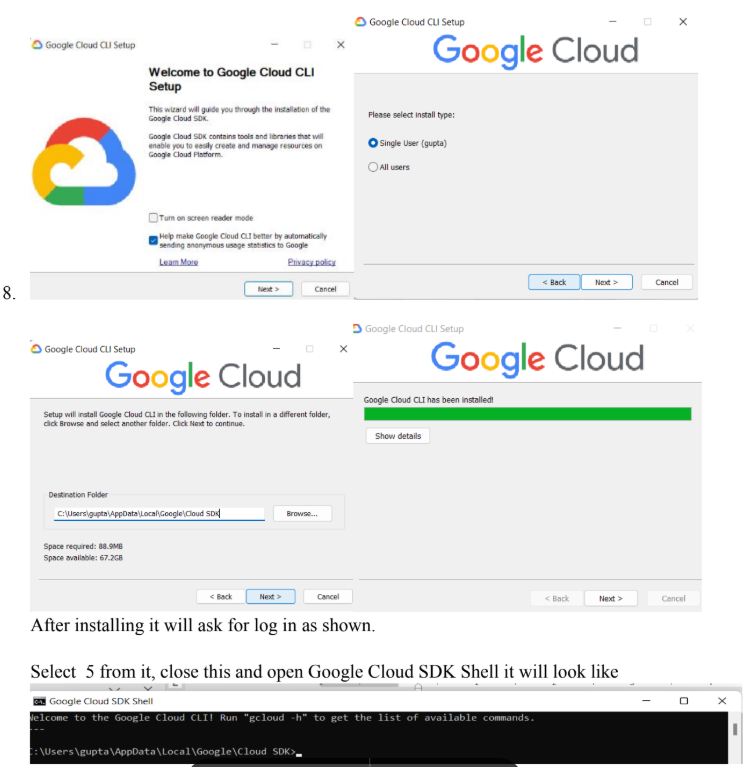 Google Cloud CLI Setup
Welcome to Google Cloud CLI
Setup
This wizard will guide you through the installation of the
Google Cloud SDK.
Google Cloud SDK contains tools and libraries that will
enable you to easily create and manage resources on
Google Cloud Platform.
Turn on screen reader mode
Help make Google Cloud CLI better by automatically
sending anonymous usage statistics to Google
Learn More Privacy policy
Next > Cancel
8.
Google Cloud CLI Setup
Google Cloud
Please select install type:
Single User (gupta)
All users
< Back Next > Cancel
Google Cloud CLI Setup
Google Cloud
Setup will install Google Cloud CLI in the following folder. To install in a different folder,
click Browse and select another folder. Click Next to continue.
Destination Folder
C:\Users\gupta\AppData\Local\Google\Cloud SDK Browse...
Space required: 88.9MB
Space available: 67.2GB
< Back Next > Cancel
Google Cloud CLI Setup
Google Cloud
Google Cloud CLI has been installed!
Show details
< Back Next > Cancel
After installing it will ask for log in as shown.
Select 5 from it, close this and open Google Cloud SDK Shell it will look like
Google Cloud SDK Shell
Welcome to the Google Cloud CLI! Run "gcloud -h" to get the list of available commands.
---
C:\Users\gupta\AppData\Local\Google\Cloud SDK>